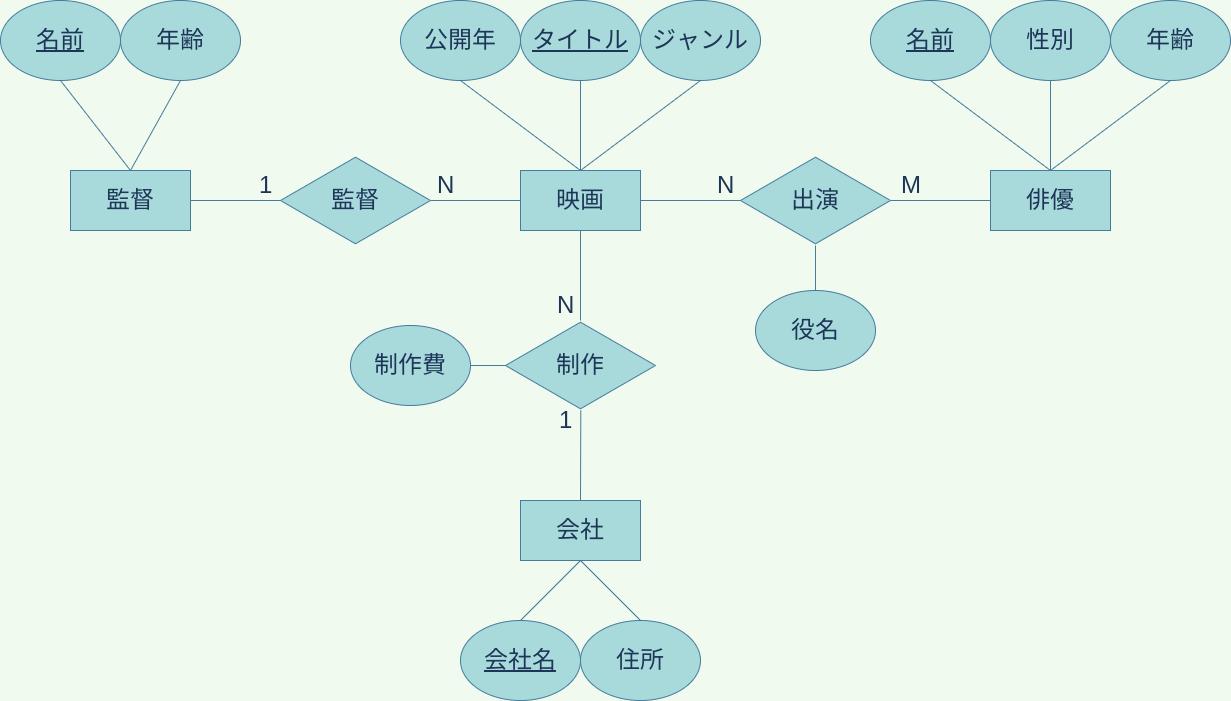 名前
年齢
公開年
タイトル
ジャンル
名前
性別
年齢
監督
1
監督
N
映画
N
出演
M
俳優
N
役名
制作費
制作
1
会社
会社名
住所